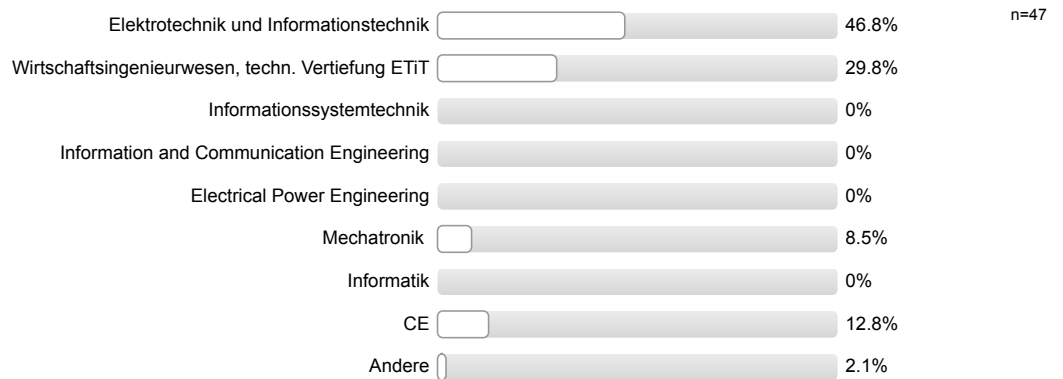 Elektrotechnik und Informationstechnik 46.8% n=47
Wirtschaftsingenieurwesen, techn. Vertiefung ETiT 29.8%
Informationssystemtechnik 0%
Information and Communication Engineering 0%
Electrical Power Engineering 0%
Mechatronik 8.5%
Informatik 0%
CE 12.8%
Andere 2.1%